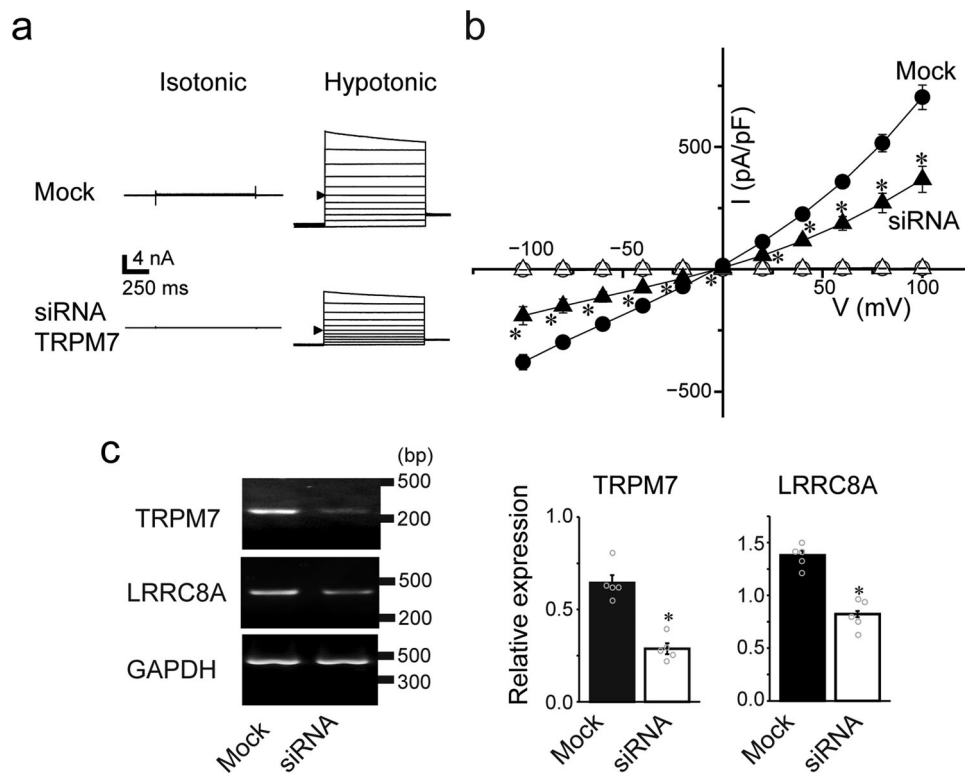 a
Isotonic
Hypotonic
Mock
4 nA
250 ms
siRNA
TRPM7
b
Mock
500
I (pA/pF)
* * * * *
siRNA
−100
−50
50
100
V (mV)
* * * * * *
−500
c
(bp)
TRPM7
500
200
LRRC8A
500
200
GAPDH
500
300
Mock
siRNA
TRPM7
Relative expression
1.0
0.5
0.0
*
Mock
siRNA
LRRC8A
1.5
1.0
0.5
0.0
*
Mock
siRNA